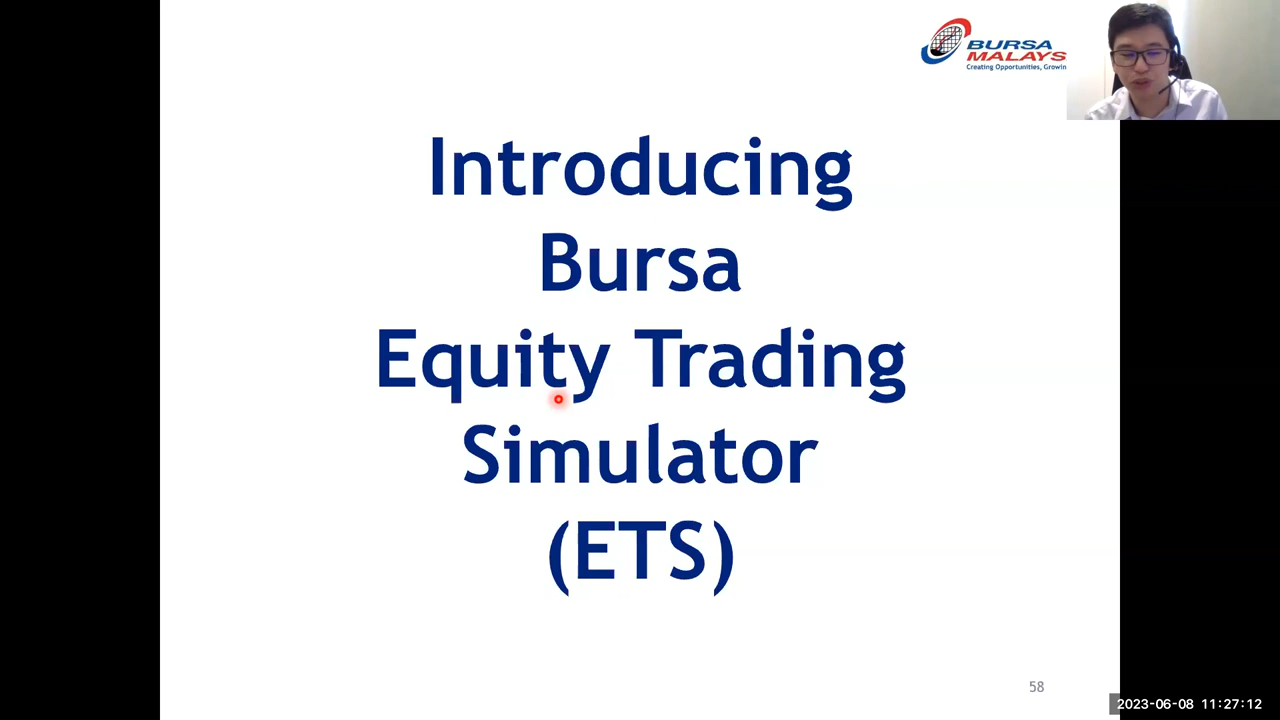 BURSA
MALAYS
Creating Opportunities, Growin
Introducing
Bursa
Equity Trading
Simulator
(ETS)
58
2023-06-08 11:27:12